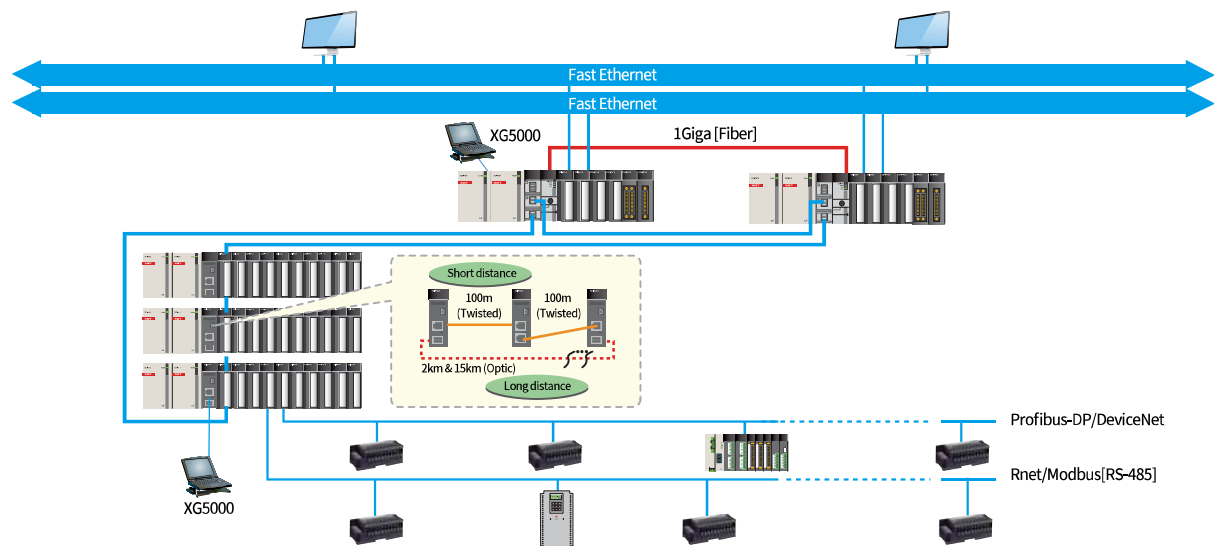 Fast Ethernet
Fast Ethernet
XG5000
1Giga [Fiber]
Short distance
100m
(Twisted)
100m
(Twisted)
2km & 15km (Optic)
Long distance
Profibus-DP/DeviceNet
Rnet/Modbus[RS-485]
XG5000